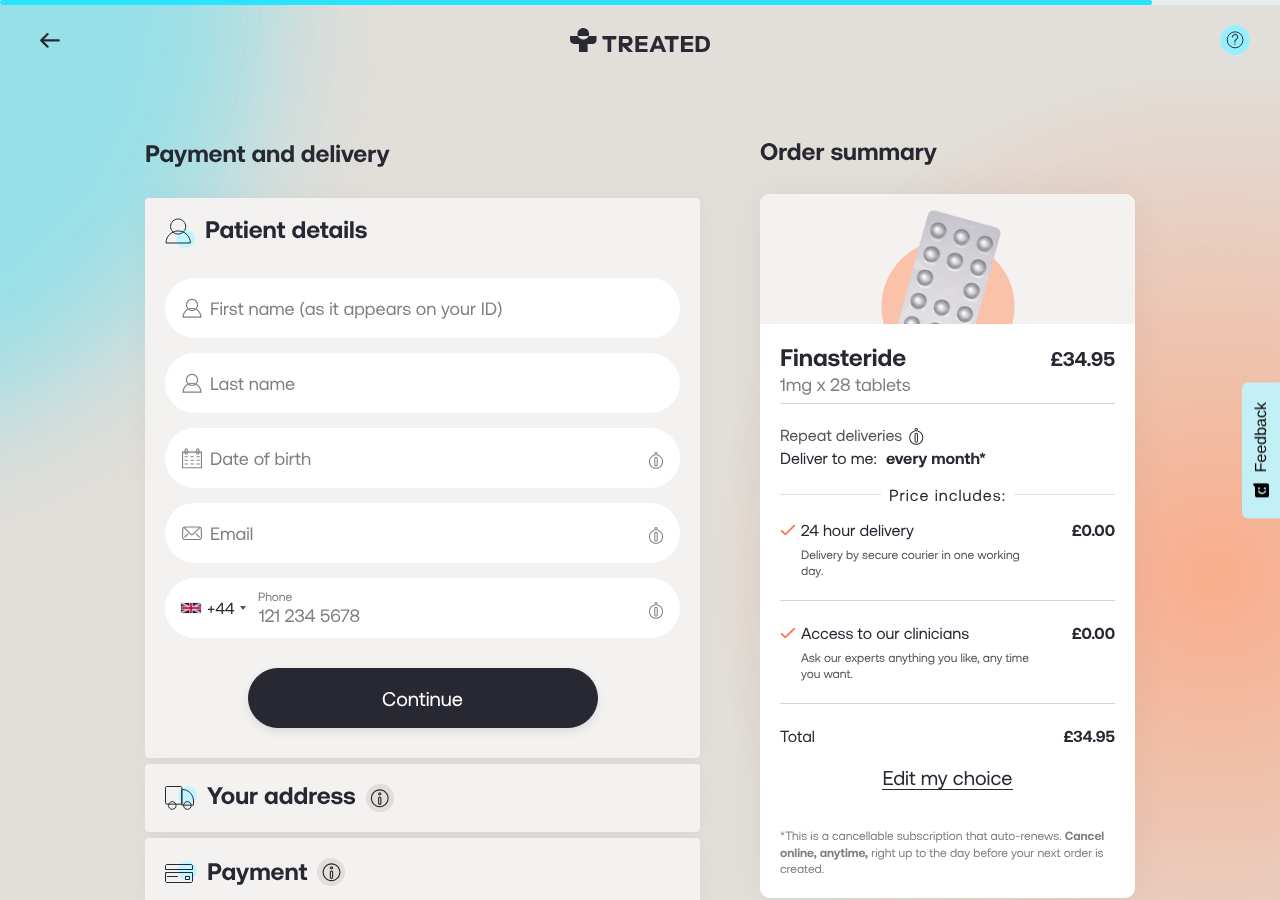 TREATED
Payment and delivery
Patient details
First name (as it appears on your ID)
Last name
Date of birth
Email
+44
Phone
121 234 5678
Continue
Your address
Payment
Order summary
Finasteride £34.95
1mg x 28 tablets
Repeat deliveries
Deliver to me: every month*
Price includes:
24 hour delivery £0.00
Delivery by secure courier in one working
day.
Access to our clinicians £0.00
Ask our experts anything you like, any time
you want.
Total £34.95
Edit my choice
*This is a cancellable subscription that auto-renews. Cancel
online, anytime, right up to the day before your next order is
created.
Feedback